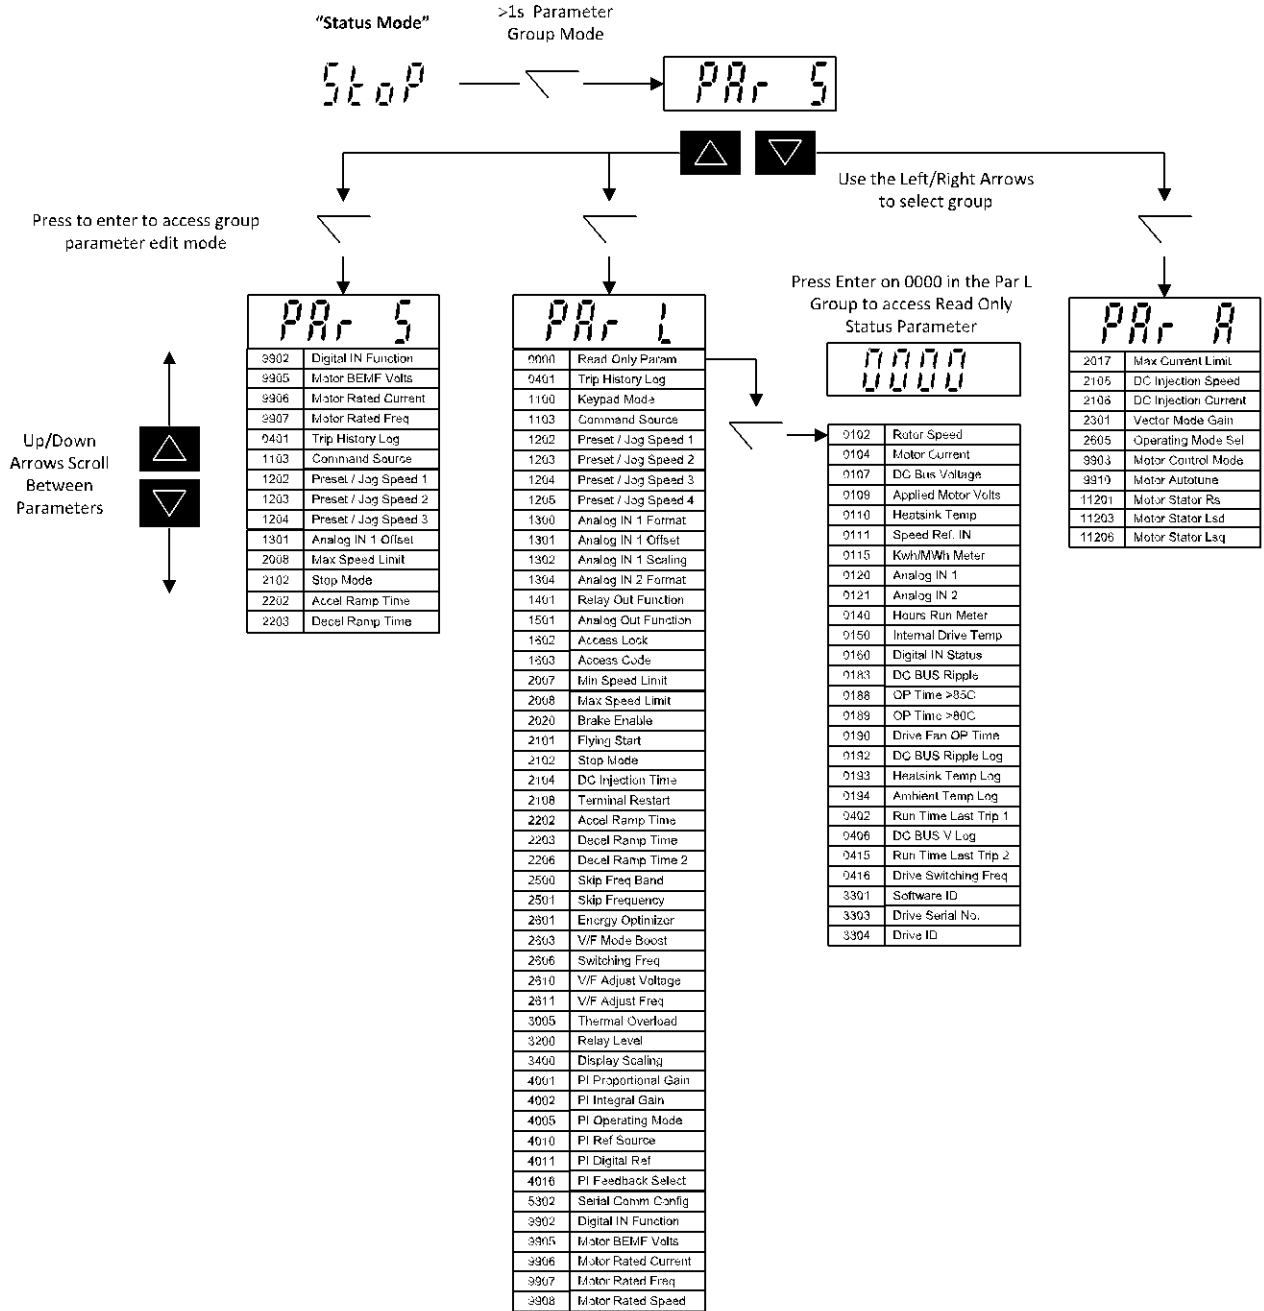 "Status Mode"
>1s Parameter
Group Mode
StoP
PAr S
Use the Left/Right Arrows
to select group
Press to enter to access group
parameter edit mode
Up/Down
Arrows Scroll
Between
Parameters
PAr S
9902 Digital IN Function
9905 Motor BEMF Volts
9906 Motor Rated Current
9907 Motor Rated Freq
0401 Trip History Log
1103 Command Source
1202 Preset / Jog Speed 1
1203 Preset / Jog Speed 2
1204 Preset / Jog Speed 3
1301 Analog IN 1 Offset
2008 Max Speed Limit
2102 Stop Mode
2202 Accel Ramp Time
2203 Decel Ramp Time
PAr L
0000 Read Only Param
0401 Trip History Log
1100 Keypad Mode
1103 Command Source
1202 Preset / Jog Speed 1
1203 Preset / Jog Speed 2
1204 Preset / Jog Speed 3
1205 Preset / Jog Speed 4
1300 Analog IN 1 Format
1301 Analog IN 1 Offset
1302 Analog IN 1 Scaling
1304 Analog IN 2 Format
1401 Relay Out Function
1501 Analog Out Function
1602 Access Lock
1603 Access Code
2007 Min Speed Limit
2008 Max Speed Limit
2020 Brake Enable
2101 Flying Start
2102 Stop Mode
2104 DC Injection Time
2108 Terminal Restart
2202 Accel Ramp Time
2203 Decel Ramp Time
2206 Decel Ramp Time 2
2500 Skip Freq Band
2501 Skip Frequency
2601 Energy Optimizer
2603 V/F Mode Boost
2606 Switching Freq
2610 V/F Adjust Voltage
2611 V/F Adjust Freq
3005 Thermal Overload
3200 Relay Level
3400 Display Scaling
4001 PI Proportional Gain
4002 PI Integral Gain
4005 PI Operating Mode
4010 PI Ref Source
4011 PI Digital Ref
4016 PI Feedback Select
5302 Serial Comm Config
9902 Digital IN Function
9905 Motor BEMF Volts
9906 Motor Rated Current
9907 Motor Rated Freq
9908 Motor Rated Speed
Press Enter on 0000 in the Par L
Group to access Read Only
Status Parameter
0000
0102 Rotor Speed
0104 Motor Current
0107 DC Bus Voltage
0109 Applied Motor Volts
0110 Heatsink Temp
0111 Speed Ref. IN
0115 Kwh/MWh Meter
0120 Analog IN 1
0121 Analog IN 2
0140 Hours Run Meter
0150 Internal Drive Temp
0160 Digital IN Status
0183 DC BUS Ripple
0188 OP Time >85C
0189 OP Time >80C
0190 Drive Fan OP Time
0192 DC BUS Ripple Log
0193 Heatsink Temp Log
0194 Ambient Temp Log
0402 Run Time Last Trip 1
0406 DC BUS V Log
0415 Run Time Last Trip 2
0416 Drive Switching Freq
3301 Software ID
3303 Drive Serial No.
3304 Drive ID
PAr A
2017 Max Current Limit
2105 DC Injection Speed
2106 DC Injection Current
2301 Vector Mode Gain
2605 Operating Mode Sel
9903 Motor Control Mode
9910 Motor Autotune
11201 Motor Stator Rs
11203 Motor Stator Lsd
11206 Motor Stator Lsq